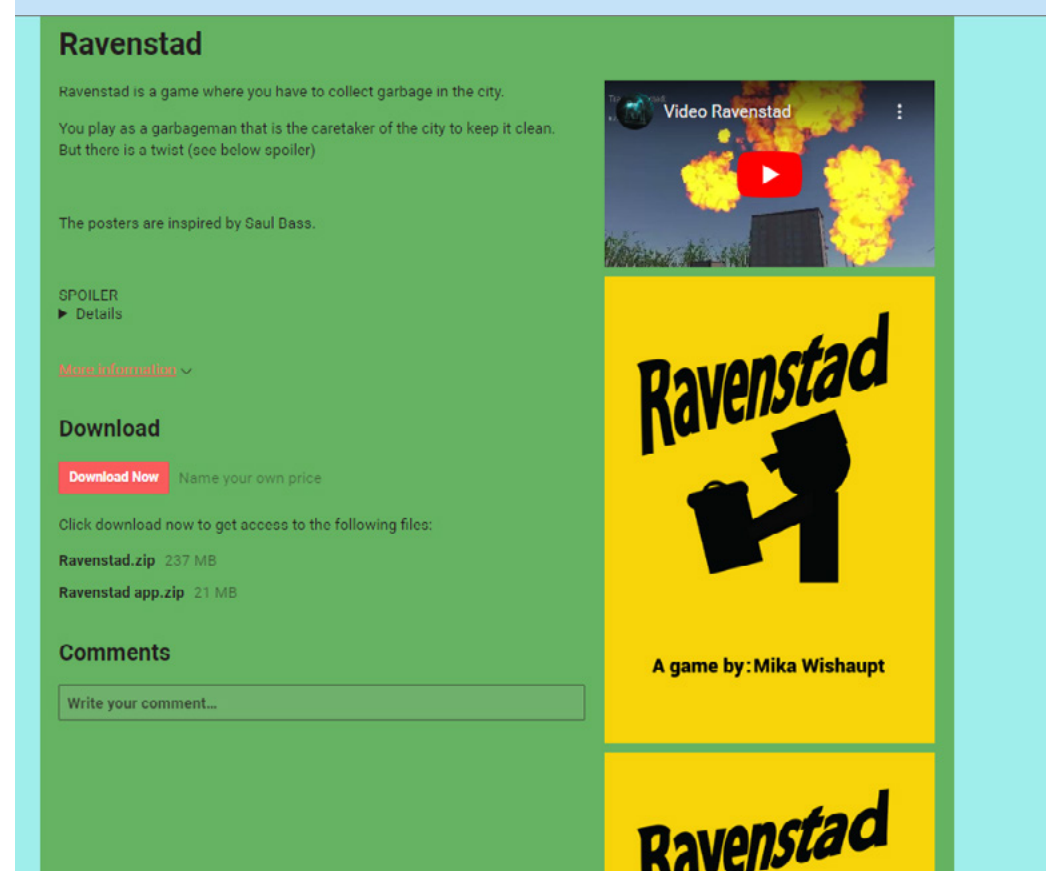 Ravenstad
Ravenstad is a game where you have to collect garbage in the city.
You play as a garbageman that is the caretaker of the city to keep it clean.
But there is a twist (see below spoiler)
The posters are inspired by Saul Bass.
SPOILER
► Details
More information
Download
Download Now Name your own price
Click download now to get access to the following files:
Ravenstad.zip 237 MB
Ravenstad app.zip 21 MB
Comments
Write your comment...
Video Ravenstad
Ravenstad
A game by: Mika Wishaupt
Ravenstad